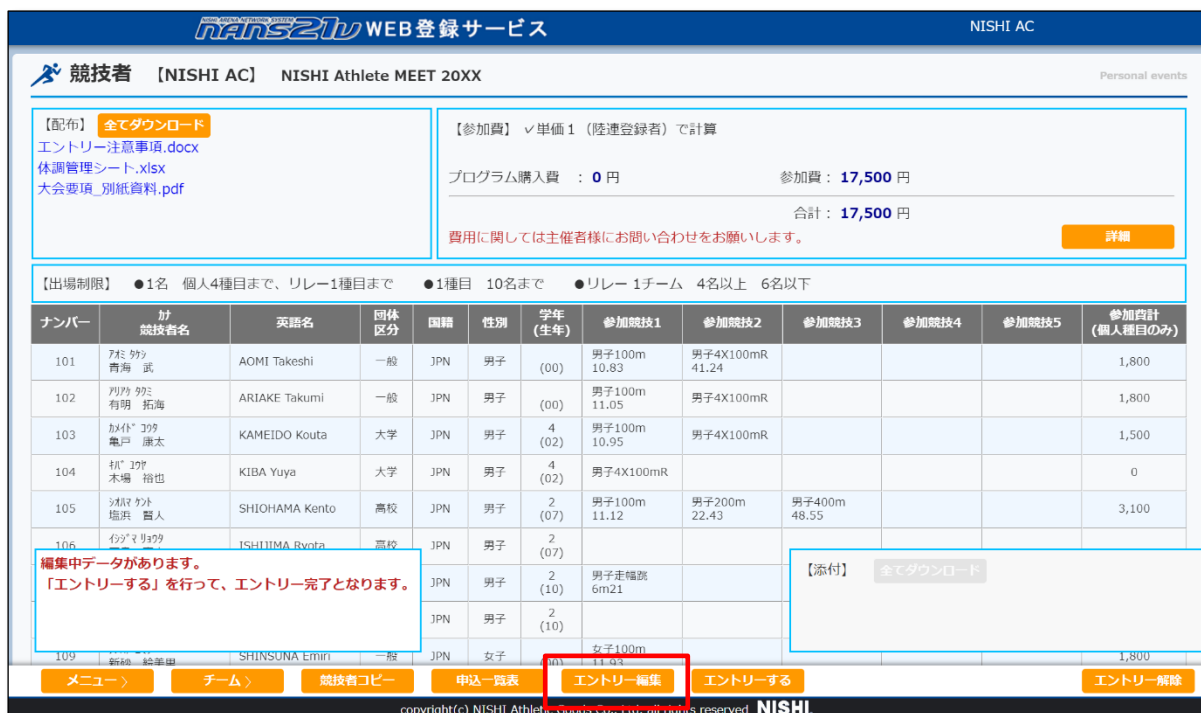 NISHI ARENA NETWORK SYSTEM
nans21V WEB登録サービス NISHI AC
競技者 【NISHI AC】 NISHI Athlete MEET 20XX Personal events
【配布】 全てダウンロード
エントリー注意事項.docx
体調管理シート.xlsx
大会要項_別紙資料.pdf
【参加費】 ✓単価1（陸連登録者）で計算
プログラム購入費 ： 0 円 参加費： 17,500 円
合計： 17,500 円
費用に関しては主催者様にお問い合わせをお願いします。
詳細
【出場制限】 ●1名 個人4種目まで、リレー1種目まで ●1種目 10名まで ●リレー 1チーム 4名以上 6名以下
ナンバー ｶﾅ 競技者名 英語名 団体区分 国籍 性別 学年(生年) 参加競技1 参加競技2 参加競技3 参加競技4 参加競技5 参加費計(個人種目のみ)
101 ｱｵﾐ ﾀｹｼ 青海 武 AOMI Takeshi 一般 JPN 男子 (00) 男子100m 10.83 男子4X100mR 41.24 1,800
102 ｱﾘｱｹ ﾀｸﾐ 有明 拓海 ARIAKE Takumi 一般 JPN 男子 (00) 男子100m 11.05 男子4X100mR 1,800
103 ｶﾒｲﾄﾞ ｺｳﾀ 亀戸 康太 KAMEIDO Kouta 大学 JPN 男子 4 (02) 男子100m 10.95 男子4X100mR 1,500
104 ｷﾊﾞ ﾕｳﾔ 木場 裕也 KIBA Yuya 大学 JPN 男子 4 (02) 男子4X100mR 0
105 ｼｵﾊﾏ ｹﾝﾄ 塩浜 賢人 SHIOHAMA Kento 高校 JPN 男子 2 (07) 男子100m 11.12 男子200m 22.43 男子400m 48.55 3,100
106 ｲｼｼﾞﾏ ﾘｮｳﾀ ISHIJIMA Ryota 高校 JPN 男子 2 (07)
編集中データがあります。
「エントリーする」を行って、エントリー完了となります。
JPN 男子 2 (10) 男子走幅跳 6m21
JPN 男子 2 (10)
【添付】 全てダウンロード
109 新砂 絵美里 SHINSUNA Emiri 一般 JPN 女子 (00) 女子100m 11.93 1,800
メニュー〉 チーム〉 競技者コピー 申込一覧表 エントリー編集 エントリーする エントリー解除
copyright(c) NISHI Athletic Goods Co., Ltd. all rights reserved. NISHI.